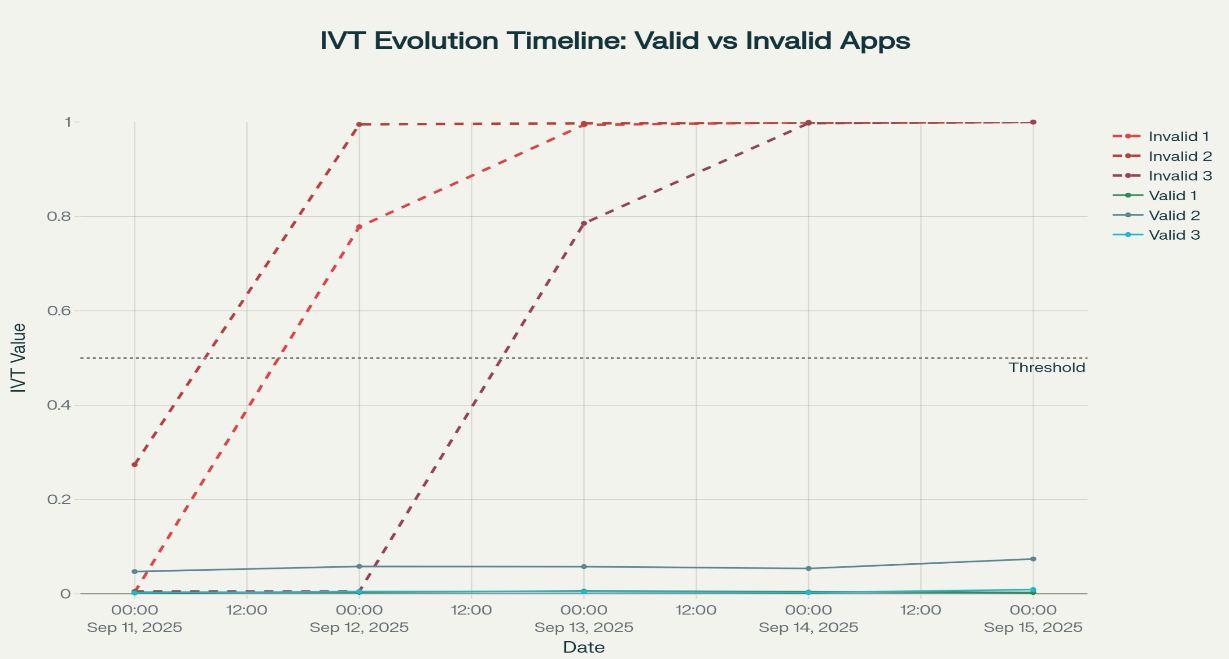 IVT Evolution Timeline: Valid vs Invalid Apps
1
0.8
0.6
0.4
0.2
0
IVT Value
Threshold
Invalid 1
Invalid 2
Invalid 3
Valid 1
Valid 2
Valid 3
00:00 12:00 00:00 12:00 00:00 12:00 00:00 12:00 00:00
Sep 11, 2025 Sep 12, 2025 Sep 13, 2025 Sep 14, 2025 Sep 15, 2025
Date